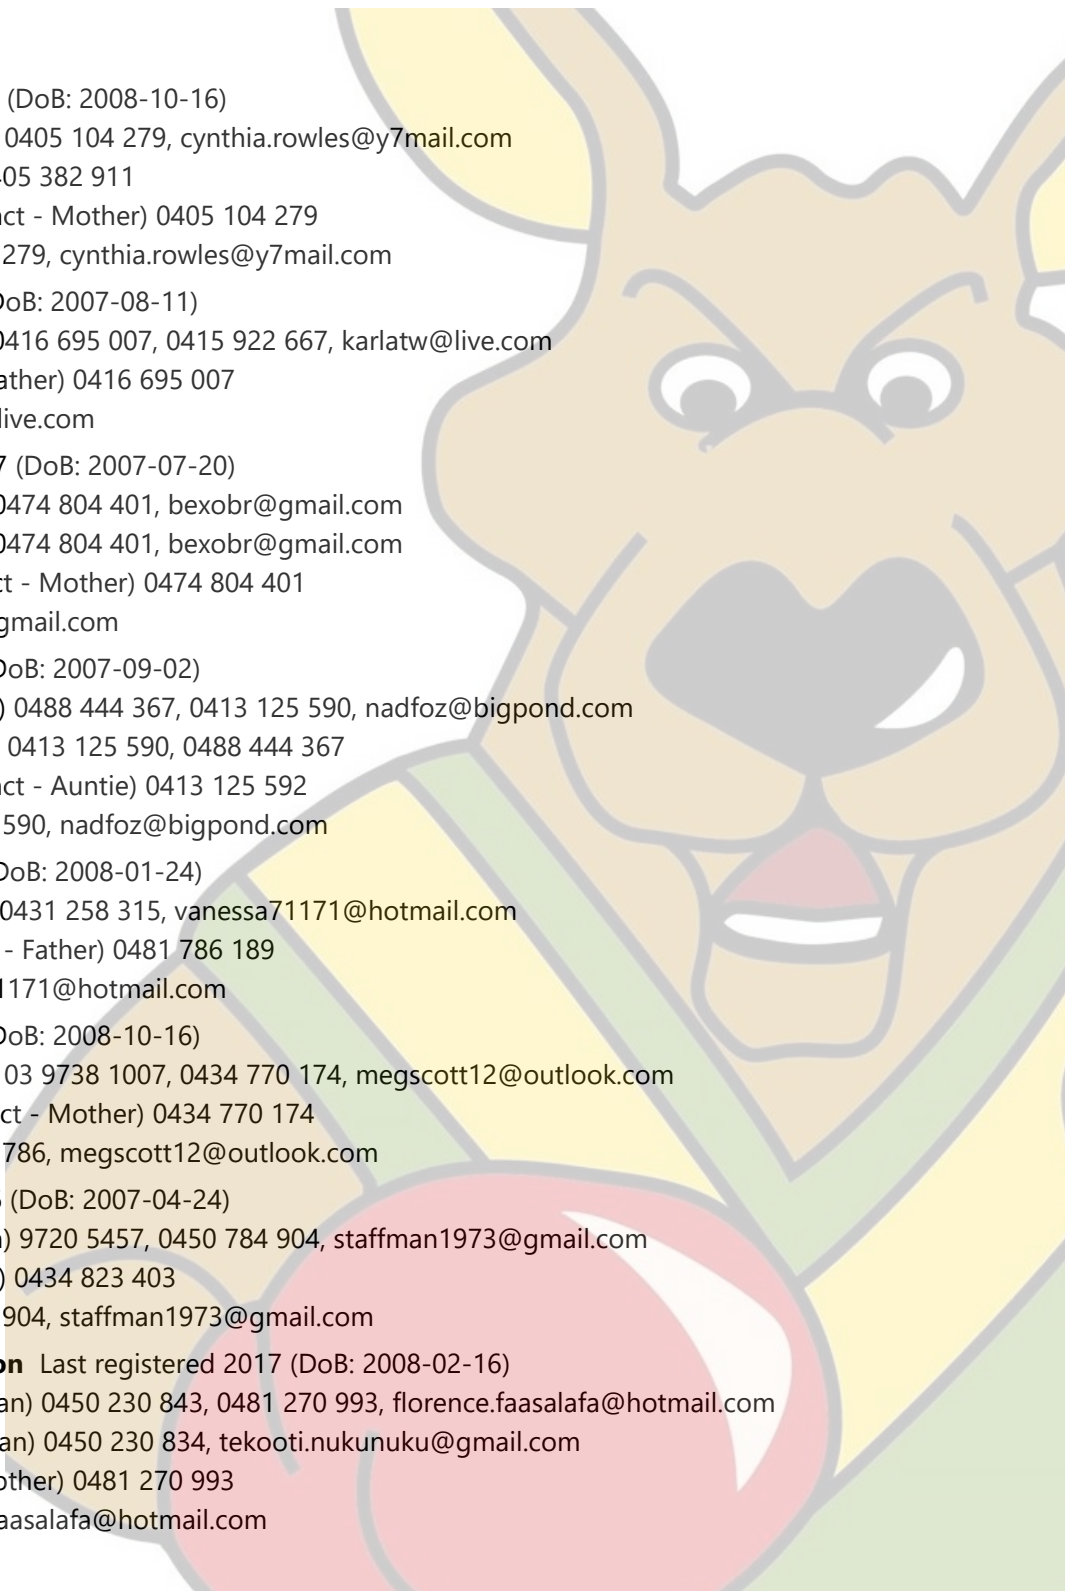 (DoB: 2008-10-16)
0405 104 279, cynthia.rowles@y7mail.com
05 382 911
ct - Mother) 0405 104 279
279, cynthia.rowles@y7mail.com
DoB: 2007-08-11)
0416 695 007, 0415 922 667, karlatw@live.com
ather) 0416 695 007
live.com
7 (DoB: 2007-07-20)
0474 804 401, bexobr@gmail.com
0474 804 401, bexobr@gmail.com
ct - Mother) 0474 804 401
gmail.com
DoB: 2007-09-02)
) 0488 444 367, 0413 125 590, nadfoz@bigpond.com
0413 125 590, 0488 444 367
ct - Auntie) 0413 125 592
590, nadfoz@bigpond.com
DoB: 2008-01-24)
0431 258 315, vanessa71171@hotmail.com
- Father) 0481 786 189
1171@hotmail.com
DoB: 2008-10-16)
03 9738 1007, 0434 770 174, megscott12@outlook.com
ct - Mother) 0434 770 174
786, megscott12@outlook.com
(DoB: 2007-04-24)
) 9720 5457, 0450 784 904, staffman1973@gmail.com
) 0434 823 403
904, staffman1973@gmail.com
on Last registered 2017 (DoB: 2008-02-16)
an) 0450 230 843, 0481 270 993, florence.faasalafa@hotmail.com
an) 0450 230 834, tekooti.nukunuku@gmail.com
other) 0481 270 993
aasalafa@hotmail.com